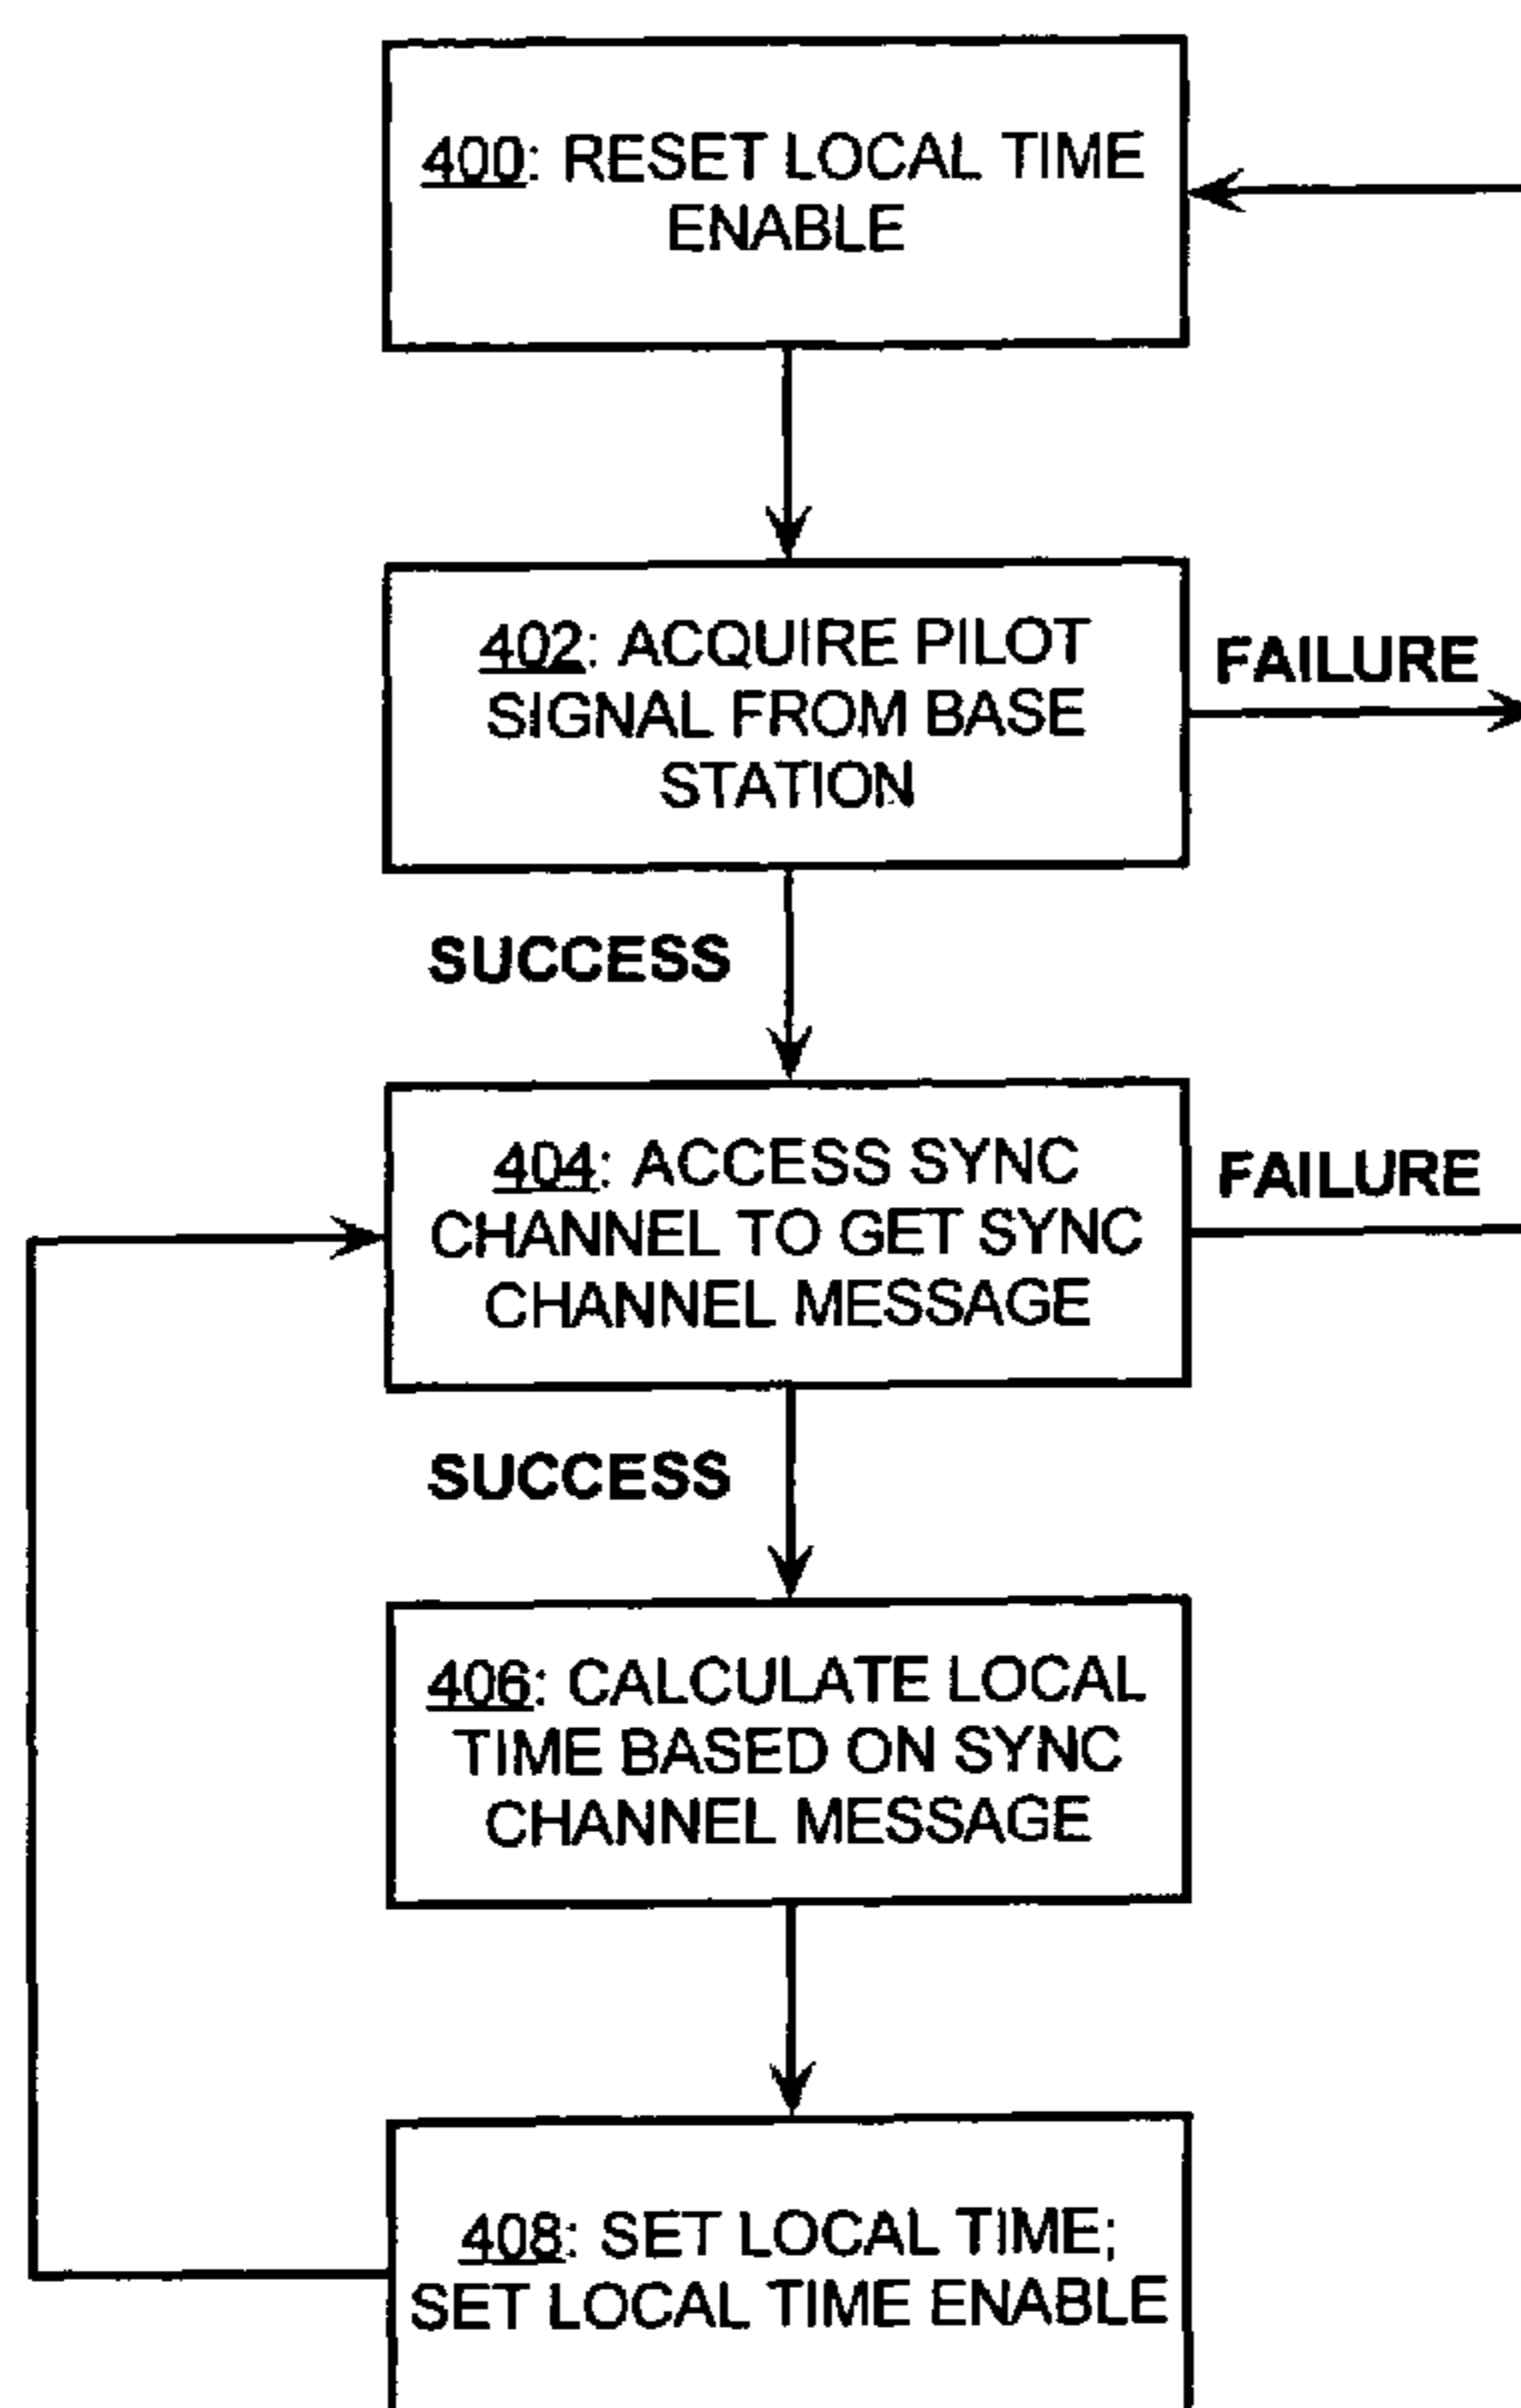 400: RESET LOCAL TIME
ENABLE
402: ACQUIRE PILOT
SIGNAL FROM BASE
STATION
FAILURE
SUCCESS
404: ACCESS SYNC
CHANNEL TO GET SYNC
CHANNEL MESSAGE
FAILURE
SUCCESS
406: CALCULATE LOCAL
TIME BASED ON SYNC
CHANNEL MESSAGE
408: SET LOCAL TIME;
SET LOCAL TIME ENABLE